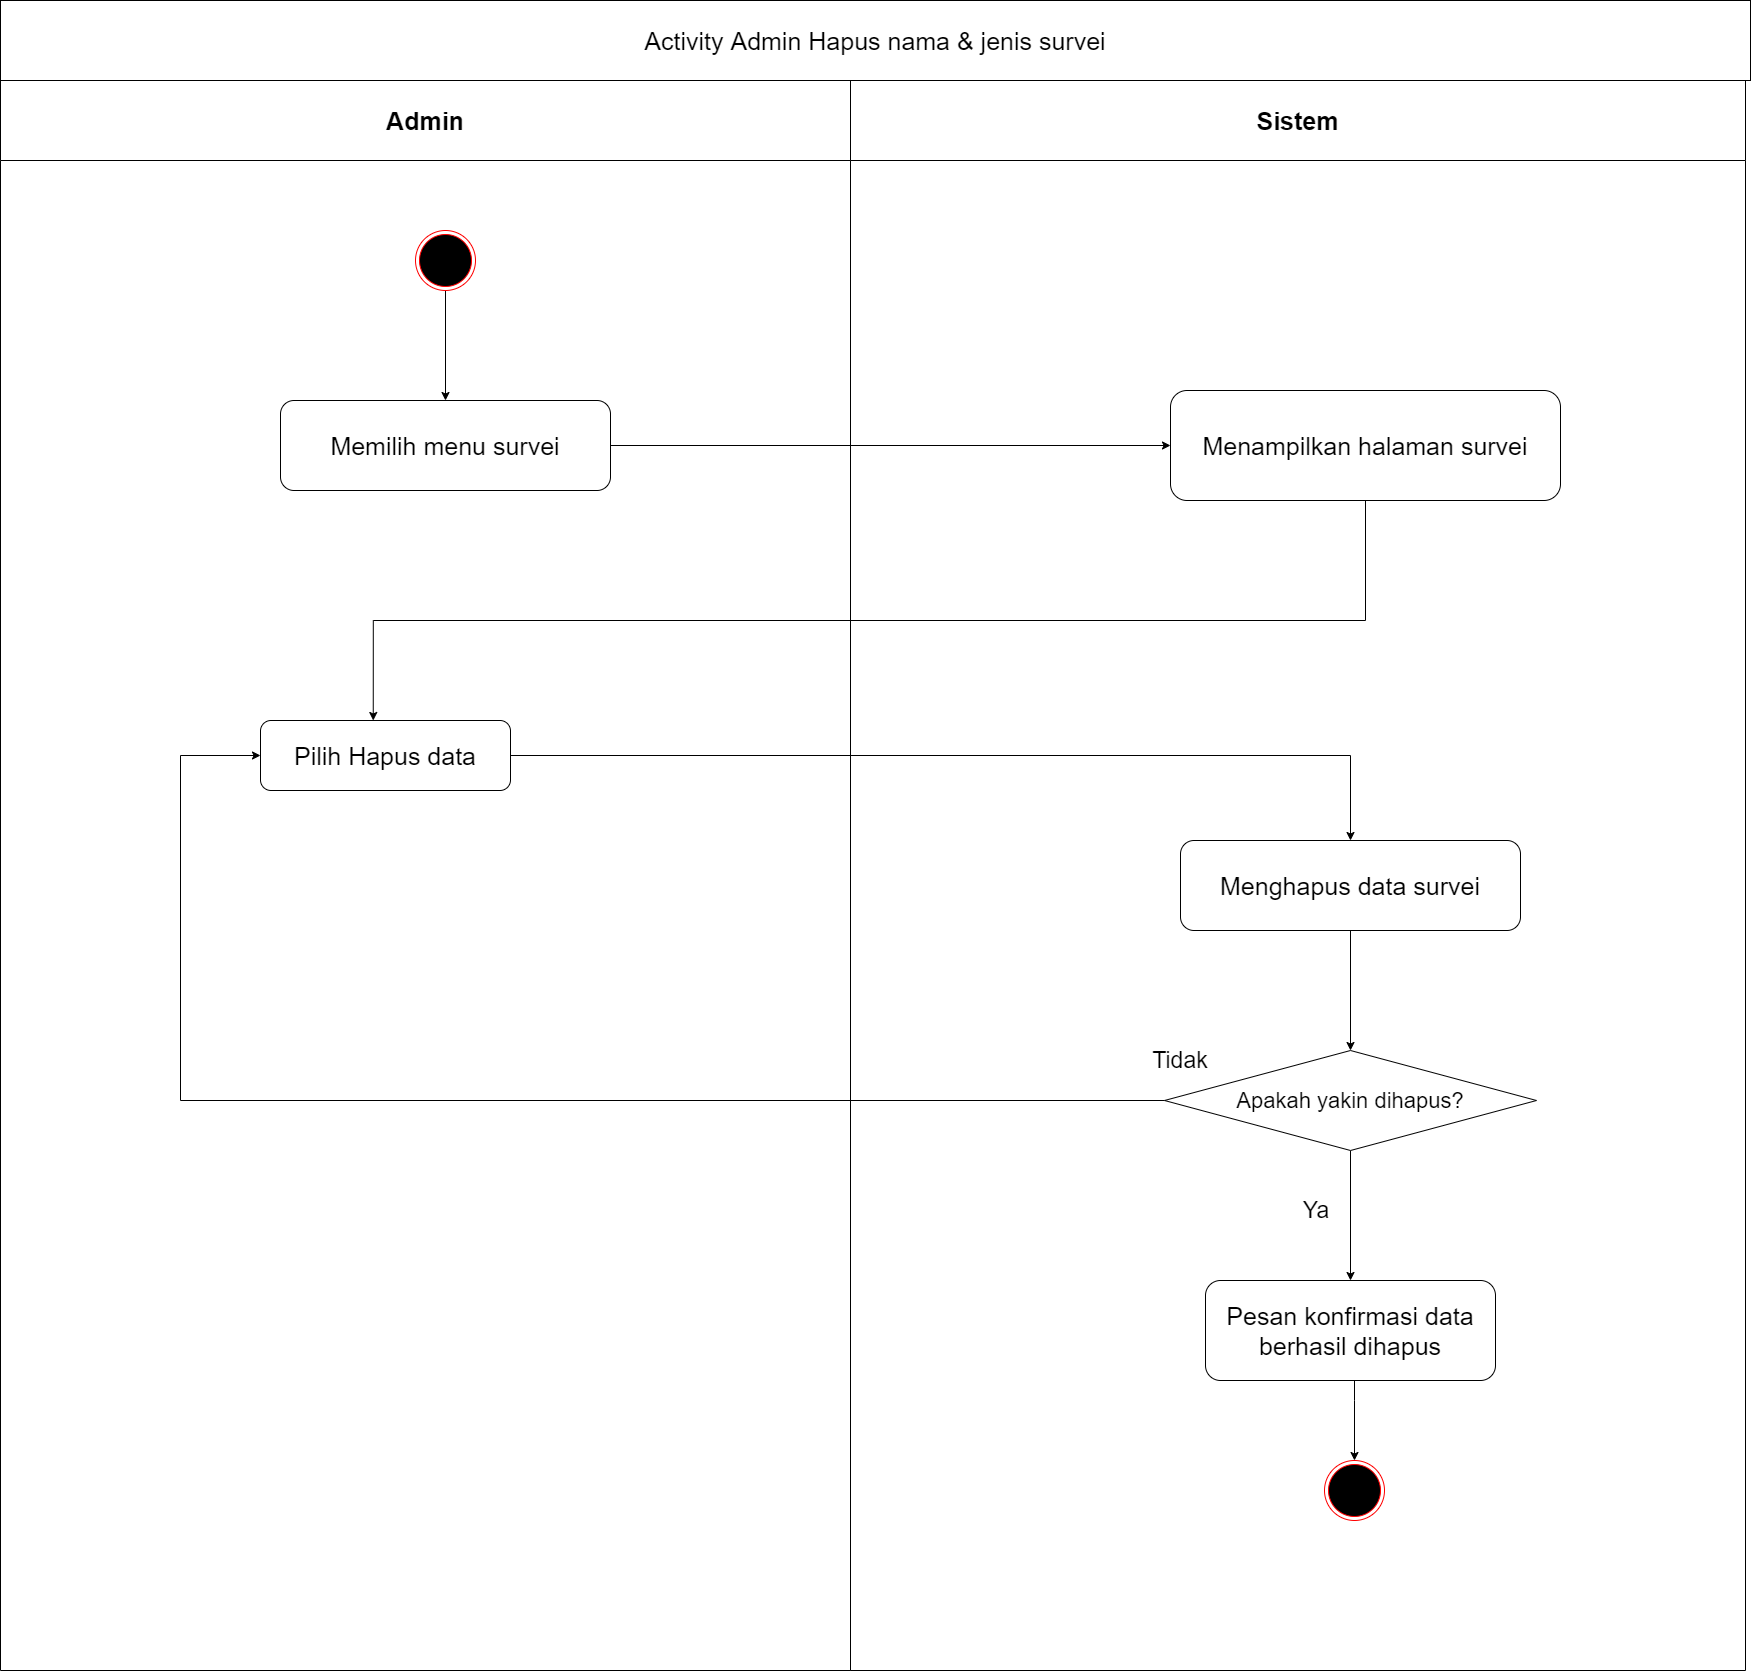 Activity Admin Hapus nama & jenis survei
Admin
Sistem
Memilih menu survei
Menampilkan halaman survei
Pilih Hapus data
Menghapus data survei
Tidak
Apakah yakin dihapus?
Ya
Pesan konfirmasi data
berhasil dihapus